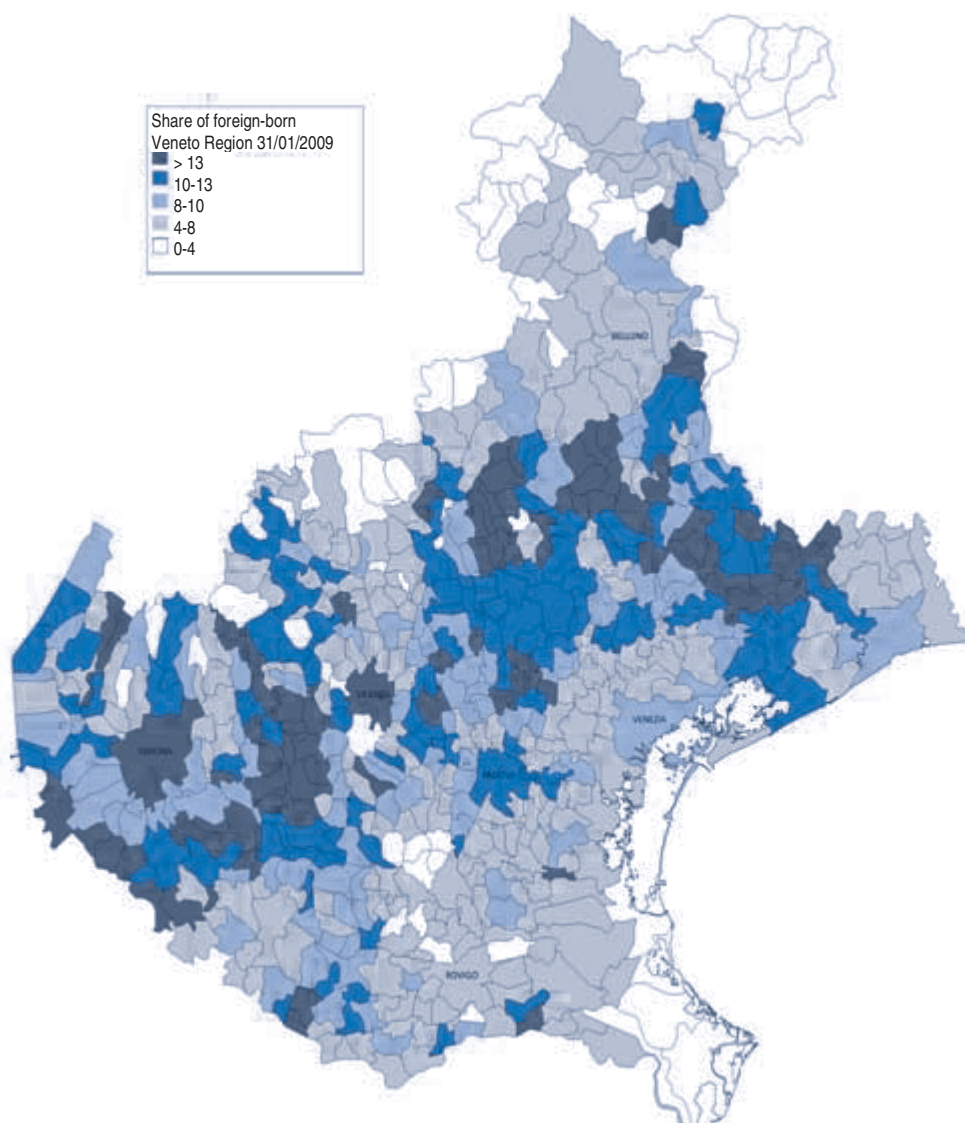 Share of foreign-born
Veneto Region 31/01/2009
> 13
10-13
8-10
4-8
0-4
BELLUNO
VICENZA
VENEZIA
VERONA
PADOVA
ROVIGO